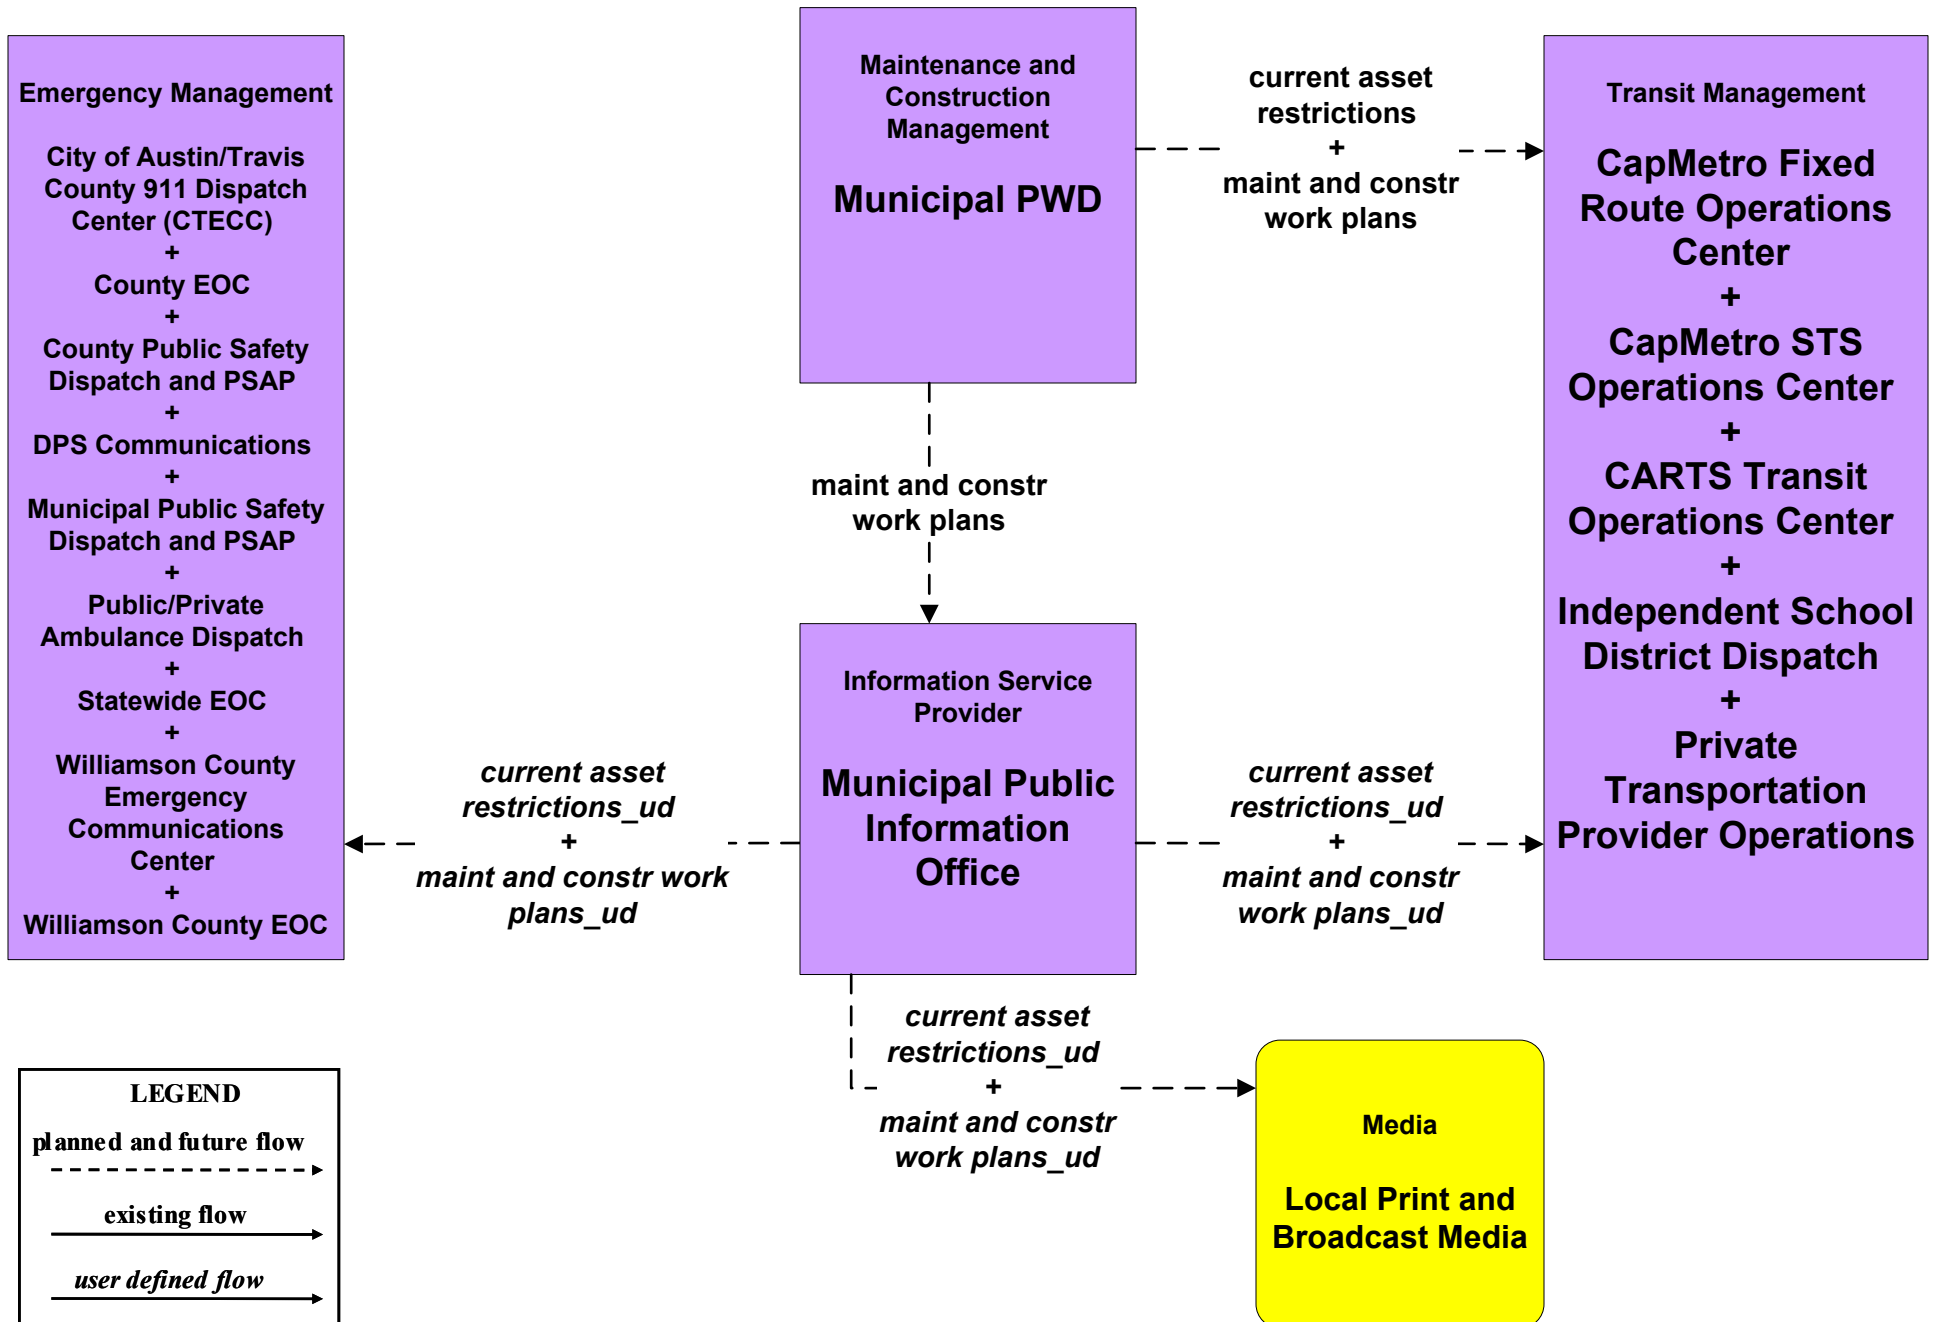 Emergency Management
City of Austin/Travis
County 911 Dispatch
Center (CTECC)
+
County EOC
+
County Public Safety
Dispatch and PSAP
+
DPS Communications
+
Municipal Public Safety
Dispatch and PSAP
+
Public/Private
Ambulance Dispatch
+
Statewide EOC
+
Williamson County
Emergency
Communications
Center
+
Williamson County EOC
Maintenance and
Construction
Management
Municipal PWD
current asset
restrictions
+
maint and constr
work plans
Transit Management
CapMetro Fixed
Route Operations
Center
+
CapMetro STS
Operations Center
+
CARTS Transit
Operations Center
+
Independent School
District Dispatch
+
Private
Transportation
Provider Operations
maint and constr
work plans
Information Service
Provider
Municipal Public
Information
Office
current asset
restrictions_ud
+
maint and constr work
plans_ud
current asset
restrictions_ud
+
maint and constr
work plans_ud
current asset
restrictions_ud
+
maint and constr
work plans_ud
Media
Local Print and
Broadcast Media
LEGEND
planned and future flow
existing flow
user defined flow